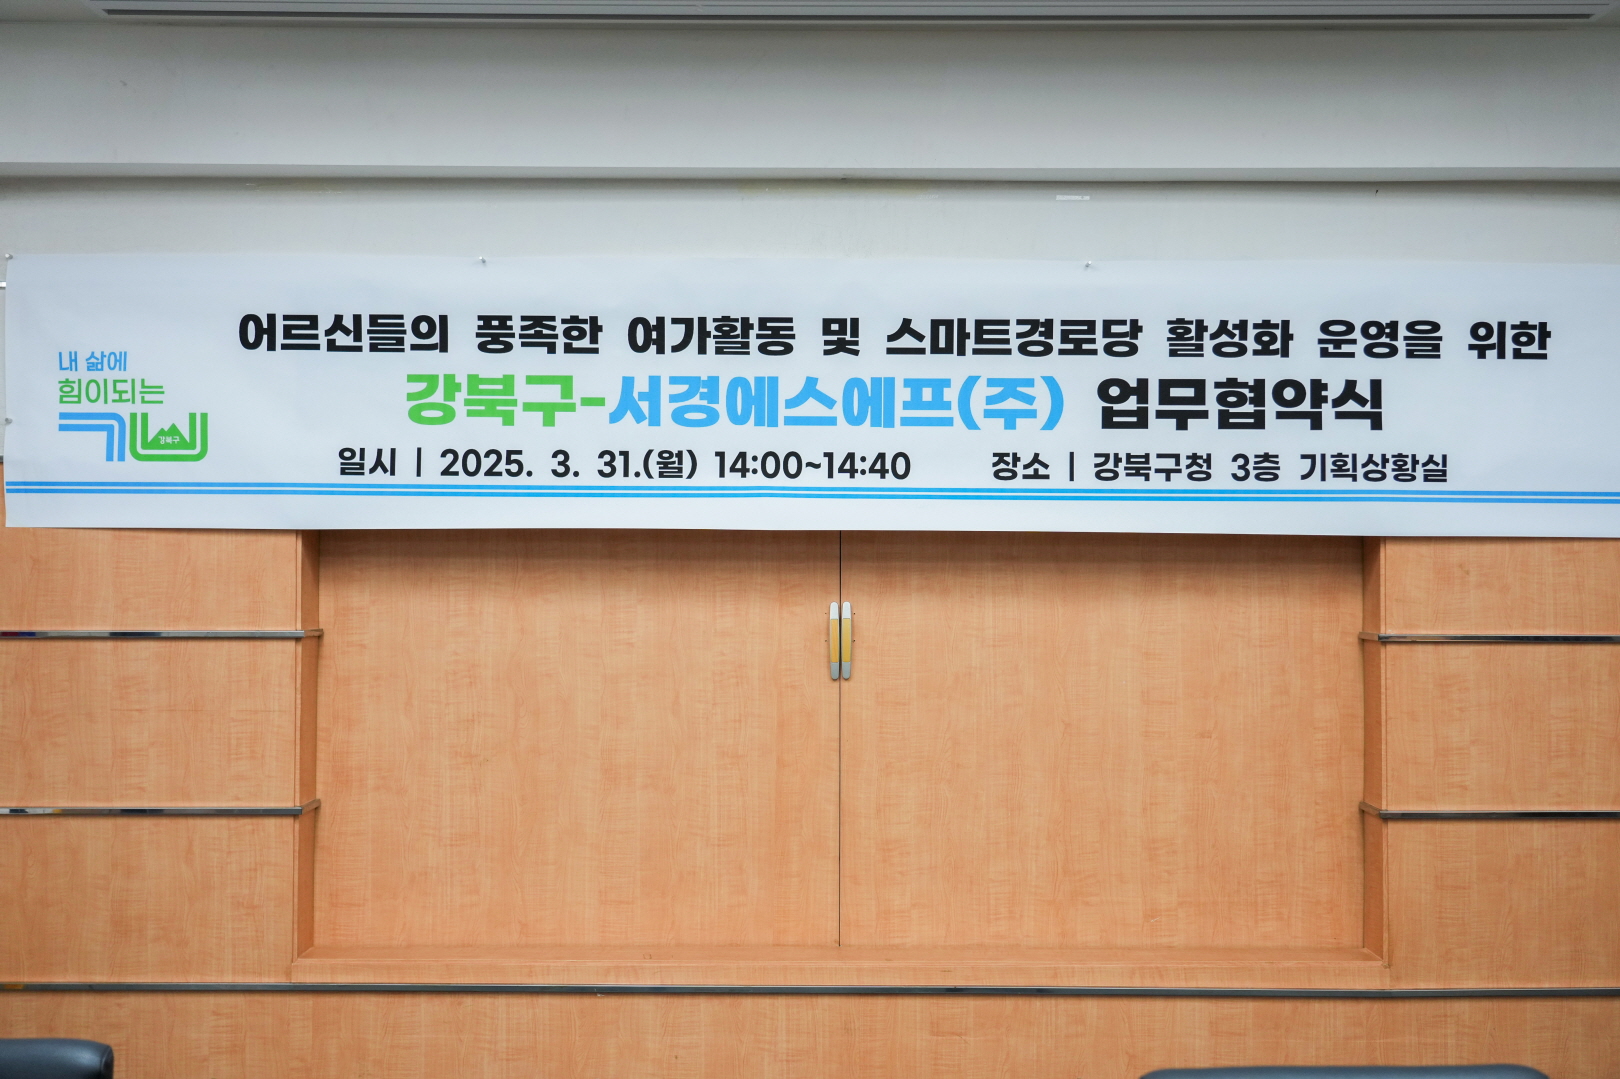 어르신들의 풍족한 여가활동 및 스마트경로당 활성화 운영을 위한
강북구-서경에스에프(주) 업무협약식
일시 | 2025. 3. 31.(월) 14:00~14:40 장소 | 강북구청 3층 기획상황실
내 삶에
힘이되는
강북구